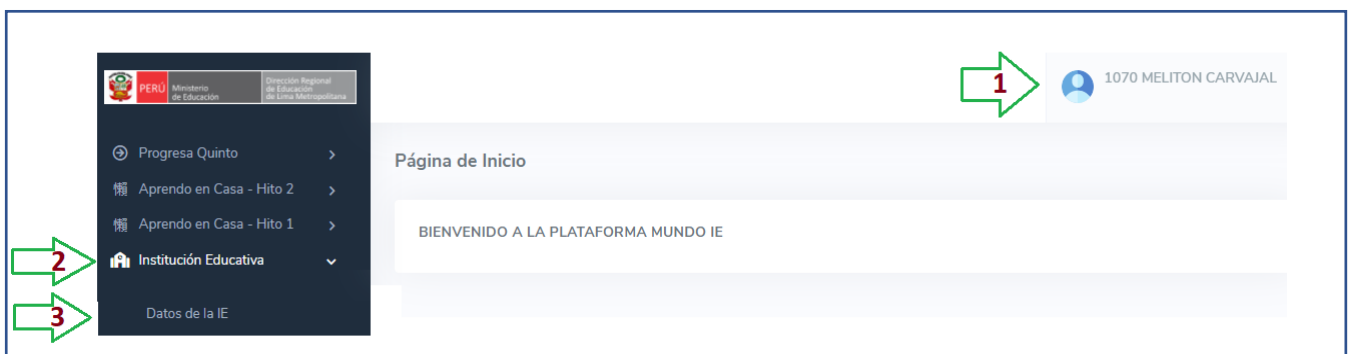 PERÚ
Ministerio
de Educación
Dirección Regional
de Educación
de Lima Metropolitana
1
1070 MELITON CARVAJAL
Progresa Quinto
Página de Inicio
懶 Aprendo en Casa - Hito 2
懶 Aprendo en Casa - Hito 1
BIENVENIDO A LA PLATAFORMA MUNDO IE
2
Institución Educativa
3
Datos de la IE